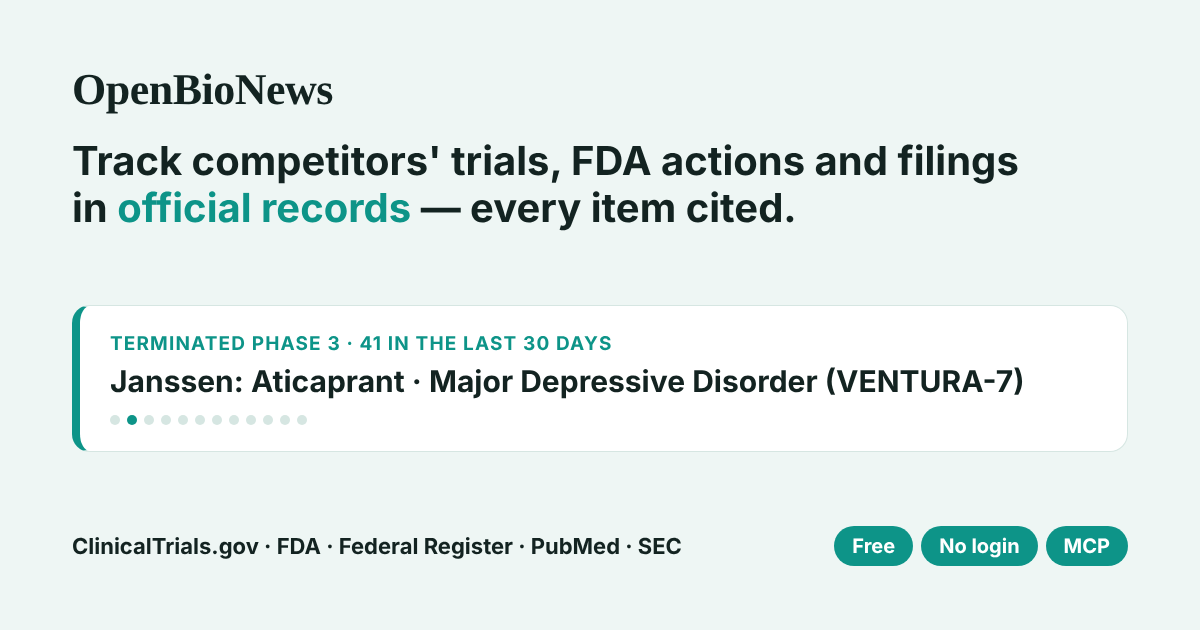 OpenBioNews
Track competitors' trials, FDA actions and filings
in official records — every item cited.
TERMINATED PHASE 3 · 41 IN THE LAST 30 DAYS
Janssen: Aticaprant · Major Depressive Disorder (VENTURA-7)
ClinicalTrials.gov · FDA · Federal Register · PubMed · SEC
Free
No login
MCP